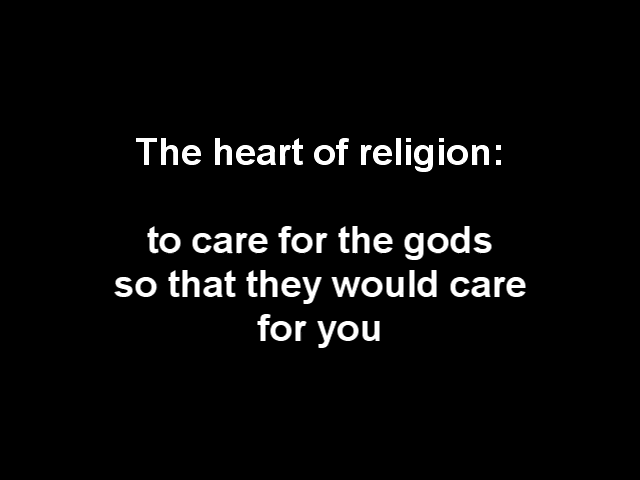 The heart of religion:
to care for the gods
so that they would care
for you